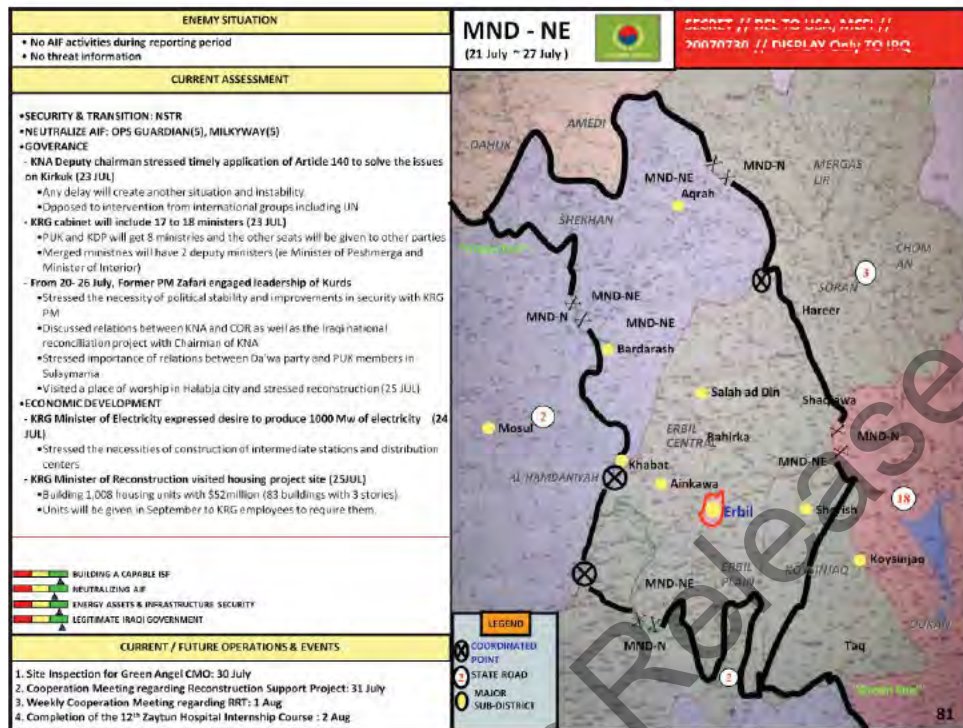 ENEMY SITUATION
• No AIF activities during reporting period
• No threat information
CURRENT ASSESSMENT
•SECURITY & TRANSITION: NSTR
•NEUTRALIZE AIF: OPS GUARDIAN(5), MILKYWAY(5)
•GOVERANCE
- KNA Deputy chairman stressed timely application of Article 140 to solve the issues
on Kirkuk (23 JUL)
•Any delay will create another situation and instability
•Opposed to intervention from international groups including UN
- KRG cabinet will include 17 to 18 ministers (23 JUL)
•PUK and KDP will get 8 ministries and the other seats will be given to other parties
•Merged ministries will have 2 deputy ministers (ie Minister of Peshmerga and
Minister of Interior)
- From 20- 26 July, Former PM Zafari engaged leadership of Kurds
•Stressed the necessity of political stability and improvements in security with KRG
PM
•Discussed relations between KNA and COR as well as the Iraqi national
reconciliation project with Chairman of KNA
•Stressed importance of relations between Da'wa party and PUK members in
Sulaymania
•Visited a place of worship in Halabja city and stressed reconstruction (25 JUL)
•ECONOMIC DEVELOPMENT
- KRG Minister of Electricity expressed desire to produce 1000 Mw of electricity (24
JUL)
•Stressed the necessities of construction of intermediate stations and distribution
centers
- KRG Minister of Reconstruction visited housing project site (25JUL)
•Building 1,008 housing units with $52million (83 buildings with 3 stories)
•Units will be given in September to KRG employees to require them.
BUILDING A CAPABLE ISF
NEUTRALIZING AIF
ENERGY ASSETS & INFRASTRUCTURE SECURITY
LEGITIMATE IRAQI GOVERNMENT
CURRENT / FUTURE OPERATIONS & EVENTS
1. Site Inspection for Green Angel CMO: 30 July
2. Cooperation Meeting regarding Reconstruction Support Project: 31 July
3. Weekly Cooperation Meeting regarding RRT: 1 Aug
4. Completion of the 12th Zaytun Hospital Internship Course : 2 Aug
MND - NE
(21 July ~ 27 July )
SECRET // REL TO USA, MCFI //
20070730 // DISPLAY Only TO IRQ
AMEDI
DAHUK
MND-N
MERGAS
UR
MND-NE
Aqrah
SHEKHAN
CHOM
AN
3
SORAN
Hareer
MND-NE
MND-N
MND-NE
Bardarash
Salah ad Din
Shaqlawa
2
Mosul
ERBIL
CENTRAL
Bahirka
MND-N
Khabat
MND-NE
AL HAMDANIYAH
Ainkawa
18
Erbil
Shorish
Koysinjaq
ERBIL
PLAIN
KOYSINJAQ
MND-NE
DUKAN
MND-N
Taq
2
LEGEND
COORDINATED
POINT
2
STATE ROAD
MAJOR
SUB-DISTRICT
Release
81